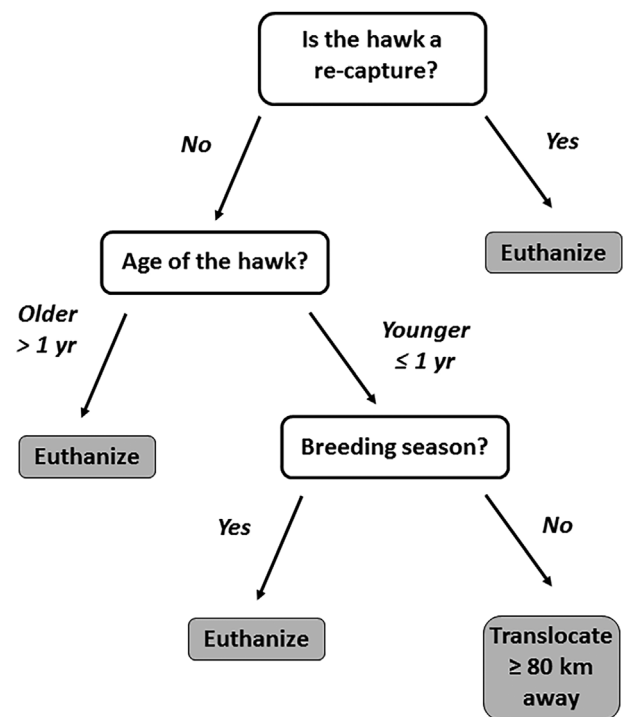 Is the hawk a
re-capture?
No
Yes
Age of the hawk?
Euthanize
Older
> 1 yr
Younger
≤ 1 yr
Euthanize
Breeding season?
Yes
No
Euthanize
Translocate
≥ 80 km
away